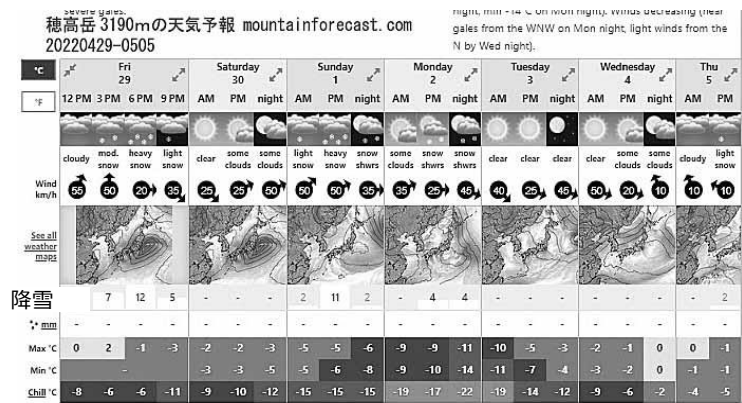 severe gales.
穂高岳 3190mの天気予報 mountainforecast.com
20220429-0505
night, min -14°C on Mon night). Winds decreasing (near
gales from the WNW on Mon night, light winds from the
N by Wed night).
°C Fri Saturday Sunday Monday Tuesday Wednesday Thu
29 30 1 2 3 4 5
°F 12 PM 3 PM 6 PM 9 PM AM PM night AM PM night AM PM night AM PM night AM PM night AM PM
cloudy mod. snow heavy snow light snow clear some clouds some clouds light snow heavy snow snow shwrs some clouds snow shwrs snow shwrs clear clear clear clear some clouds some clouds cloudy light snow
Wind km/h 55 50 20 35 25 25 50 50 50 35 35 25 45 40 25 45 50 20 10 10 10
See all
weather
maps
降雪 7 12 5 - - - 2 11 2 - 4 4 - - - - - - - 2
mm - - - - - - - - - - - - - - - - - - - - -
Max °C 0 2 -1 -3 -2 -2 -3 -5 -5 -6 -9 -9 -11 -10 -5 -3 -2 -1 0 0 -1
Min °C - -3 -3 -5 -5 -6 -8 -9 -10 -14 -11 -7 -4 -3 -2 0 -1 -1
Chill °C -8 -6 -6 -11 -9 -10 -12 -15 -15 -15 -19 -17 -22 -19 -14 -12 -9 -6 -2 -4 -5